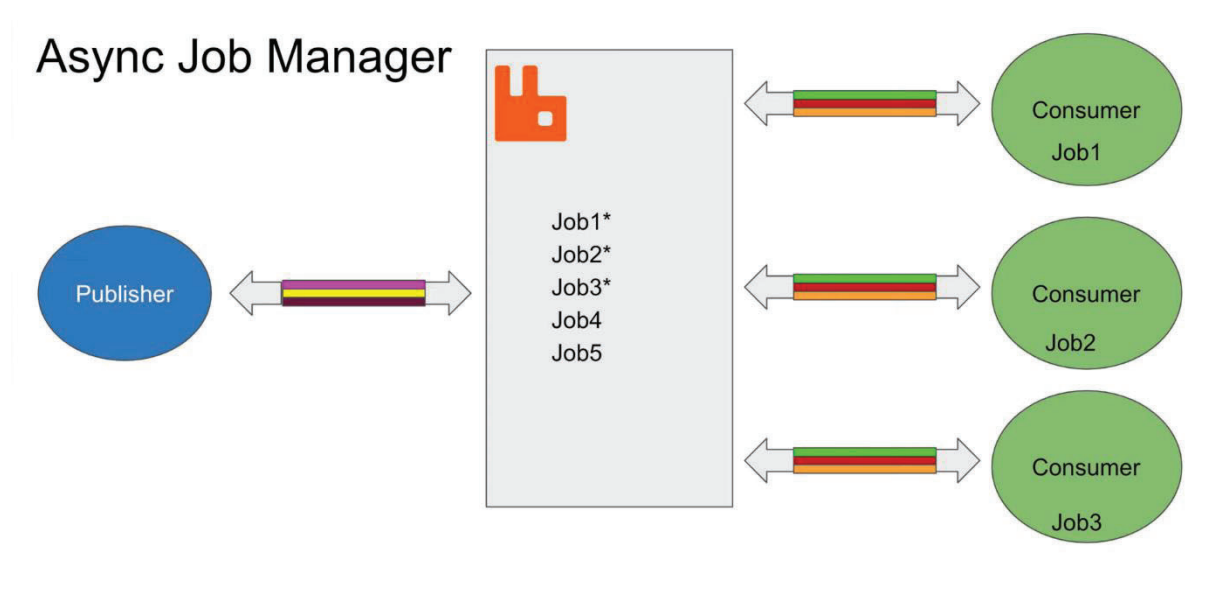 Async Job Manager
Publisher
Job1*
Job2*
Job3*
Job4
Job5
Consumer
Job1
Consumer
Job2
Consumer
Job3